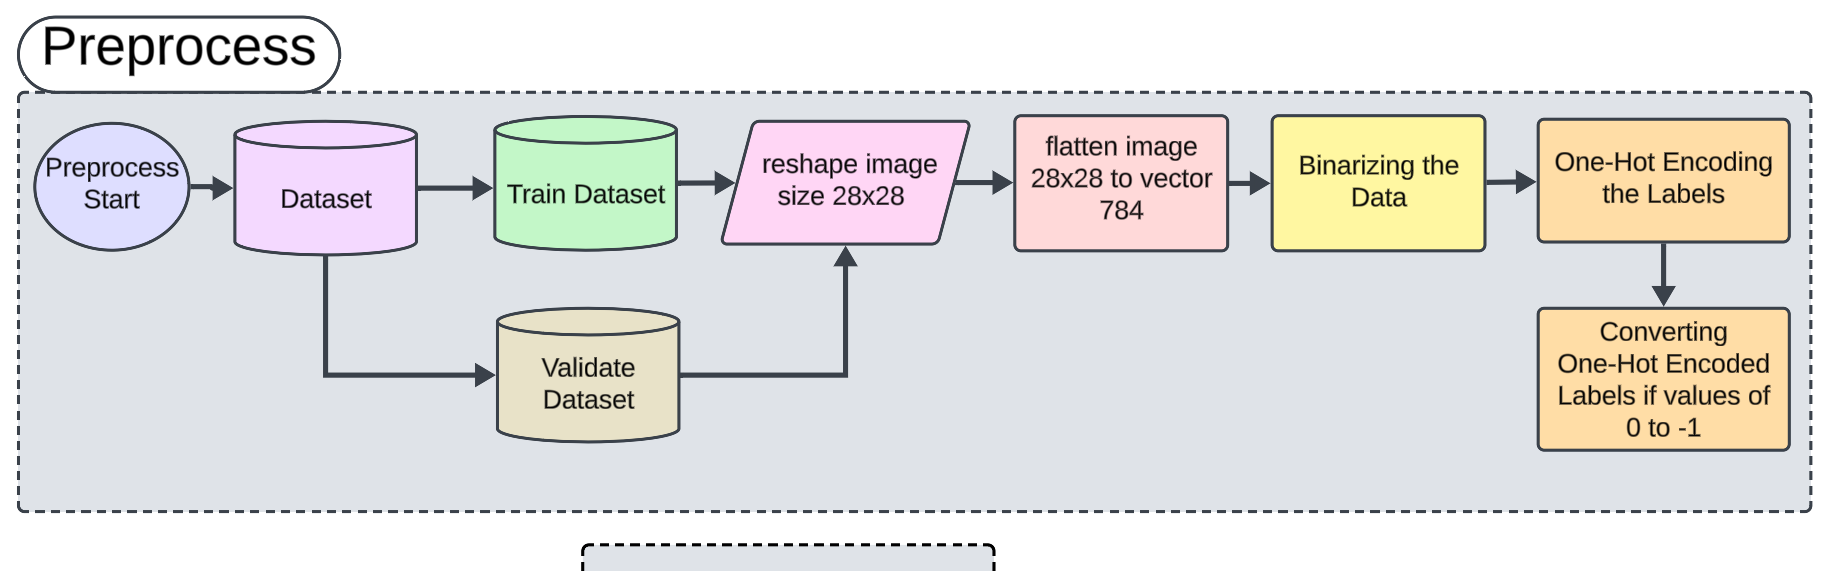 Preprocess
Preprocess
Start
Dataset
Train Dataset
reshape image
size 28x28
flatten image
28x28 to vector
784
Binarizing the
Data
One-Hot Encoding
the Labels
Validate
Dataset
Converting
One-Hot Encoded
Labels if values of
0 to -1